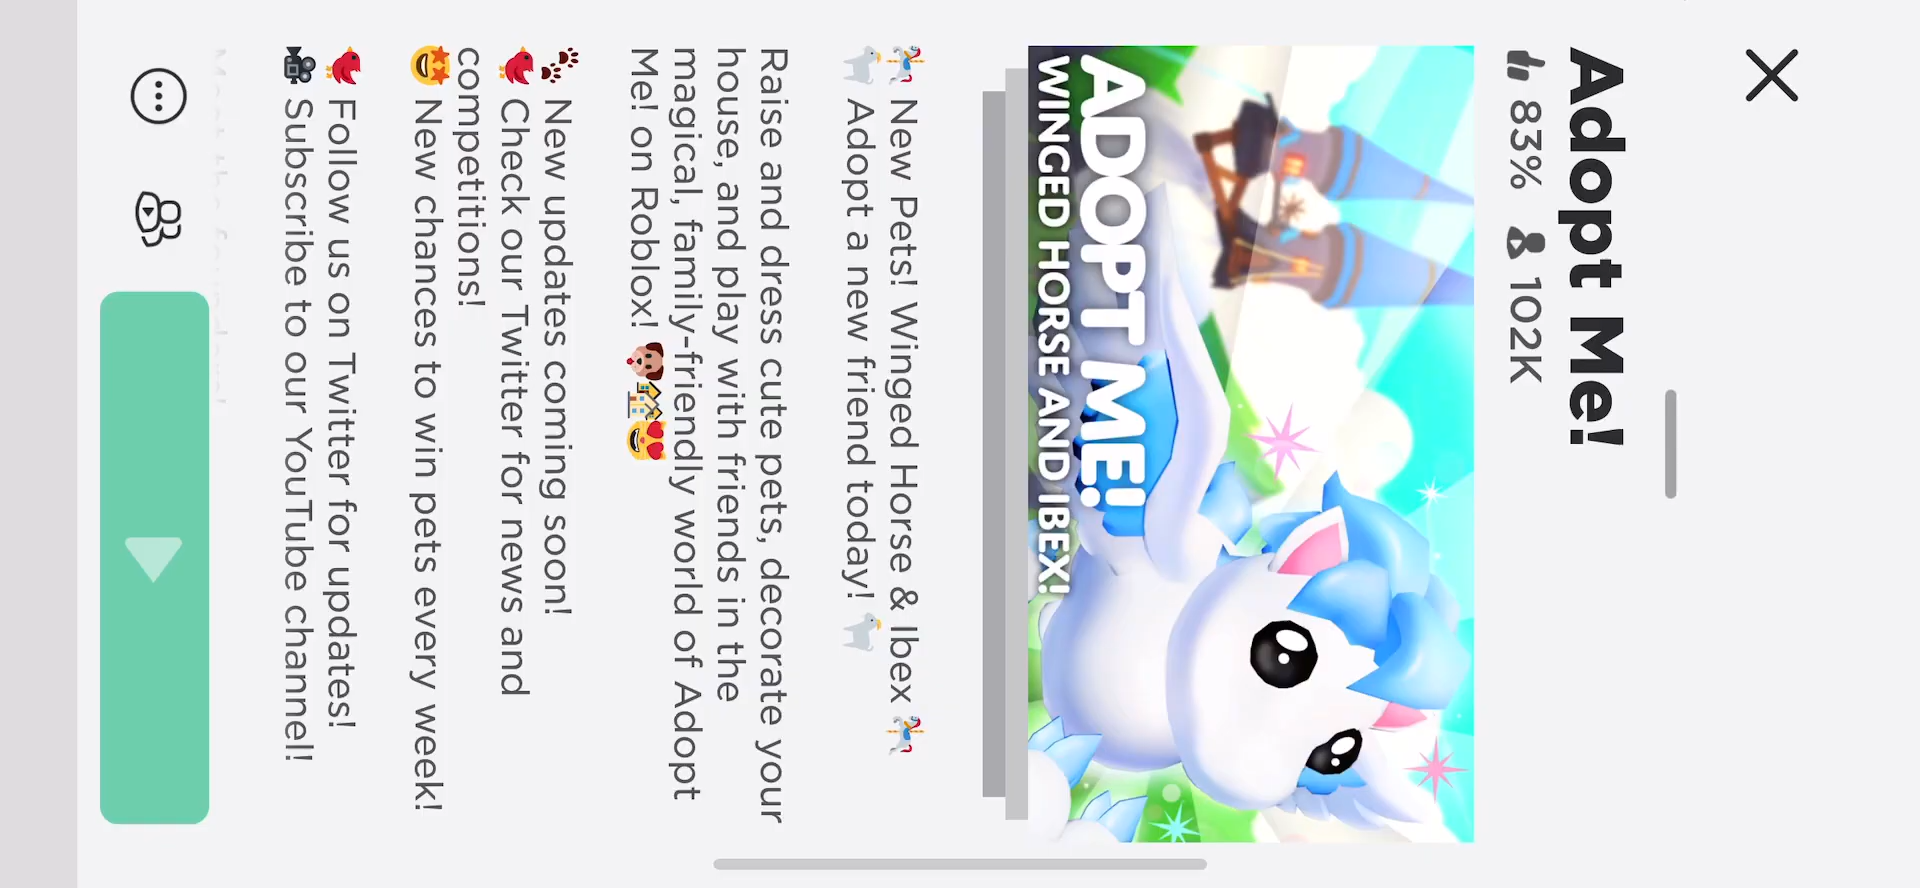 Adopt Me!
83% 102K
ADOPT ME!
WINGED HORSE AND IBEX!
🎠 New Pets! Winged Horse & Ibex 🎠
🐐 Adopt a new friend today! 🐐
Raise and dress cute pets, decorate your
house, and play with friends in the
magical, family-friendly world of Adopt
Me! on Roblox! 🐶🏘️😍
🐾 New updates coming soon!
🐦 Check our Twitter for news and
competitions!
🤩 New chances to win pets every week!
🐦 Follow us on Twitter for updates!
🎥 Subscribe to our YouTube channel!